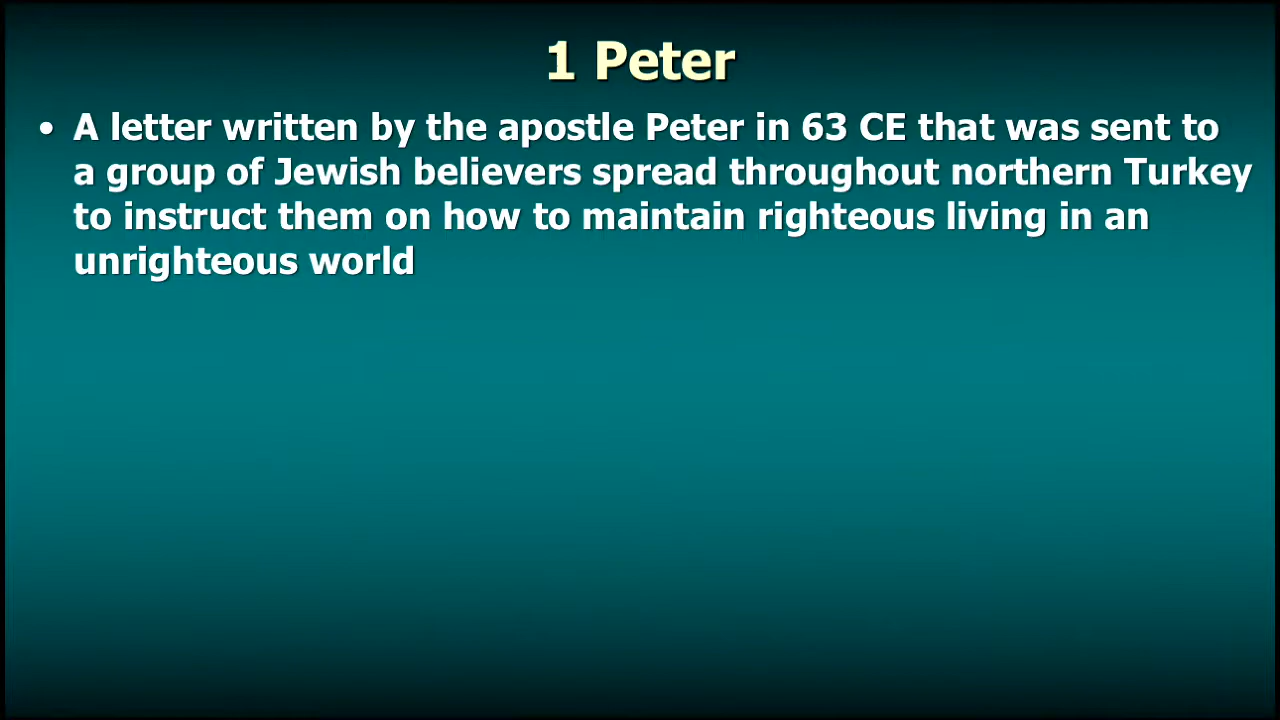 1 Peter
• A letter written by the apostle Peter in 63 CE that was sent to
a group of Jewish believers spread throughout northern Turkey
to instruct them on how to maintain righteous living in an
unrighteous world